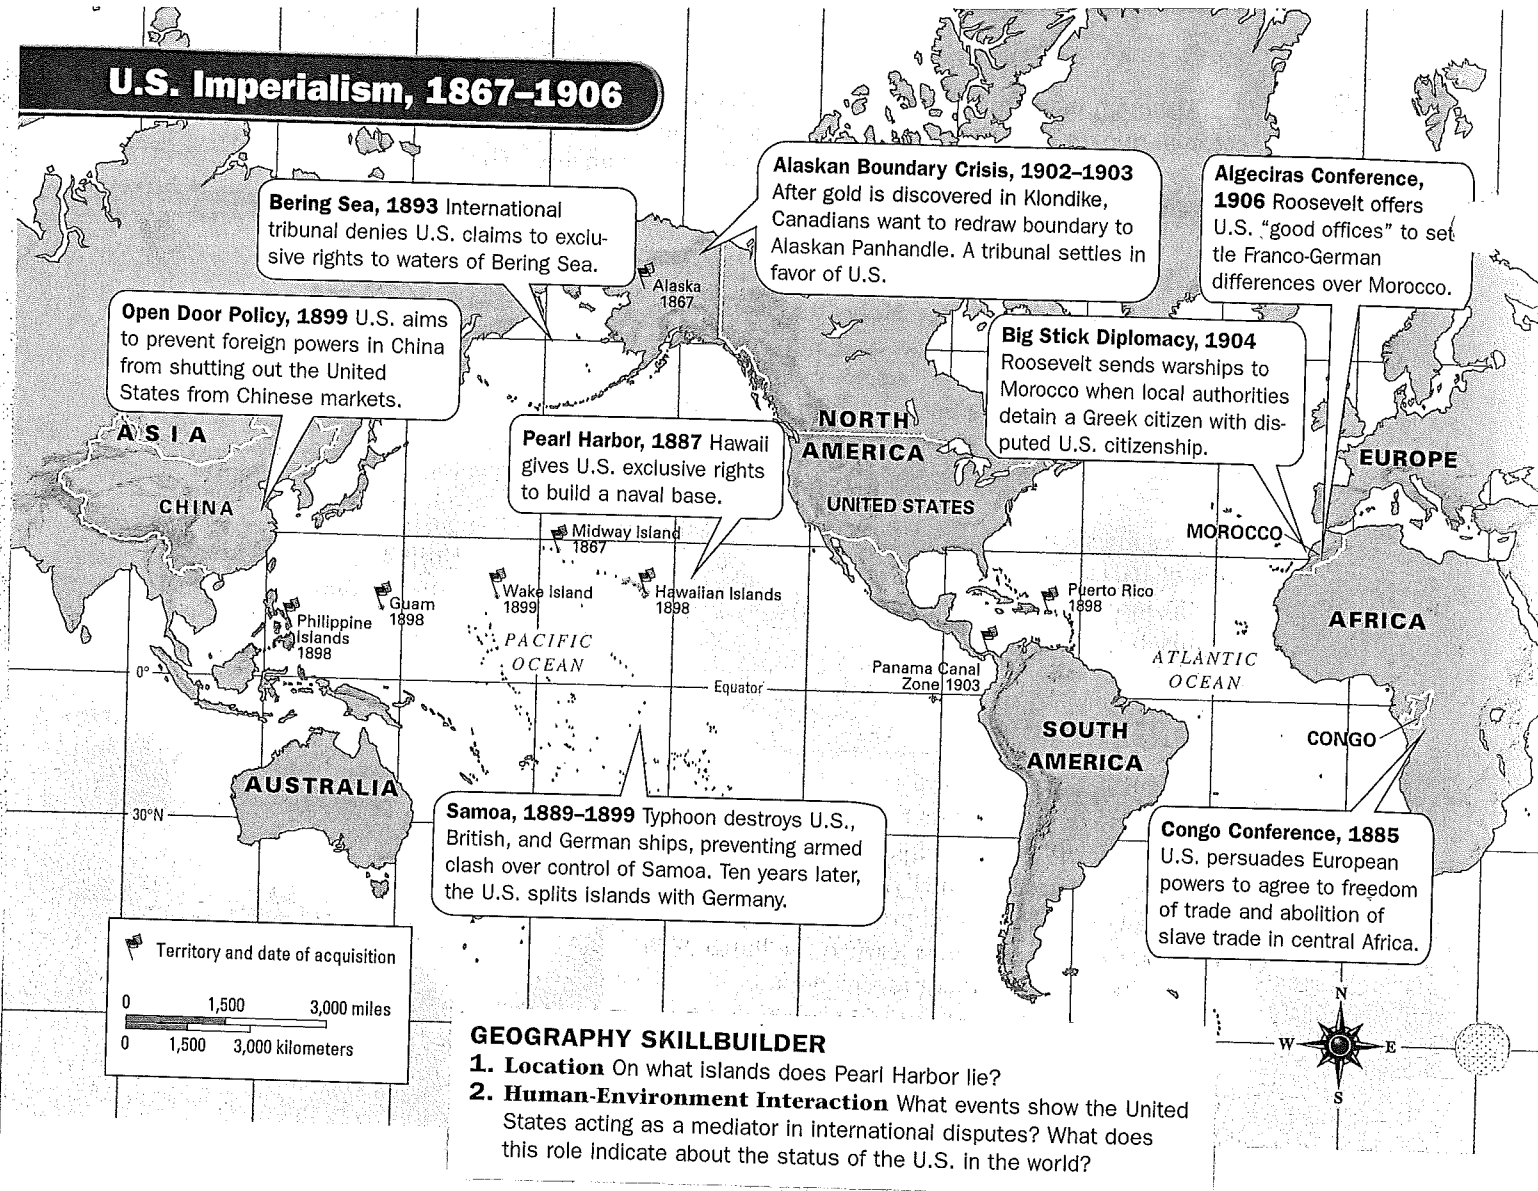 U.S. Imperialism, 1867–1906
Bering Sea, 1893 International
tribunal denies U.S. claims to exclu-
sive rights to waters of Bering Sea.
Alaskan Boundary Crisis, 1902–1903
After gold is discovered in Klondike,
Canadians want to redraw boundary to
Alaskan Panhandle. A tribunal settles in
favor of U.S.
Algeciras Conference,
1906 Roosevelt offers
U.S. “good offices” to set
tle Franco-German
differences over Morocco.
Alaska
1867
Open Door Policy, 1899 U.S. aims
to prevent foreign powers in China
from shutting out the United
States from Chinese markets.
Big Stick Diplomacy, 1904
Roosevelt sends warships to
Morocco when local authorities
detain a Greek citizen with dis-
puted U.S. citizenship.
Pearl Harbor, 1887 Hawaii
gives U.S. exclusive rights
to build a naval base.
ASIA
CHINA
NORTH
AMERICA
UNITED STATES
EUROPE
MOROCCO
Midway Island
1867
Wake Island
1899
Hawaiian Islands
1898
Guam
1898
Philippine
Islands
1898
Puerto Rico
1898
AFRICA
PACIFIC
OCEAN
ATLANTIC
OCEAN
Panama Canal
Zone 1903
0°
Equator
SOUTH
AMERICA
CONGO
AUSTRALIA
30°N
Samoa, 1889–1899 Typhoon destroys U.S.,
British, and German ships, preventing armed
clash over control of Samoa. Ten years later,
the U.S. splits islands with Germany.
Congo Conference, 1885
U.S. persuades European
powers to agree to freedom
of trade and abolition of
slave trade in central Africa.
Territory and date of acquisition
0 1,500 3,000 miles
0 1,500 3,000 kilometers
N
W E
S
GEOGRAPHY SKILLBUILDER
1. Location On what islands does Pearl Harbor lie?
2. Human-Environment Interaction What events show the United
States acting as a mediator in international disputes? What does
this role indicate about the status of the U.S. in the world?